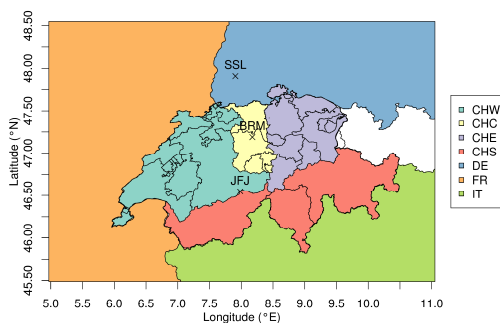 48.50
48.00
47.50
47.00
46.50
46.00
45.50
Latitude (°N)
SSL
BRM
JFJ
CHW
CHC
CHE
CHS
DE
FR
IT
5.0 5.5 6.0 6.5 7.0 7.5 8.0 8.5 9.0 9.5 10.0 11.0
Longitude (°E)